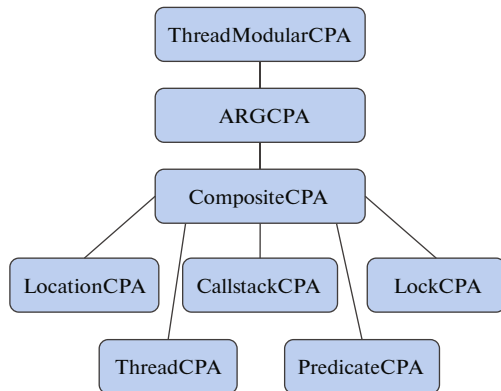 ThreadModularCPA
ARGCPA
CompositeCPA
LocationCPA
CallstackCPA
LockCPA
ThreadCPA
PredicateCPA